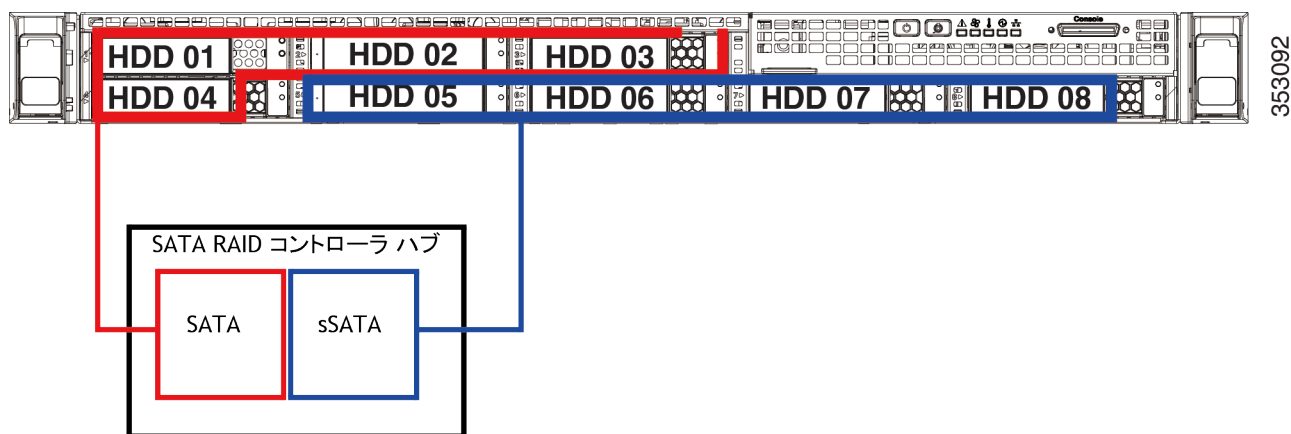 Console
HDD 01
HDD 02
HDD 03
HDD 04
HDD 05
HDD 06
HDD 07
HDD 08
353092
SATA RAID コントローラ ハブ
SATA
sSATA